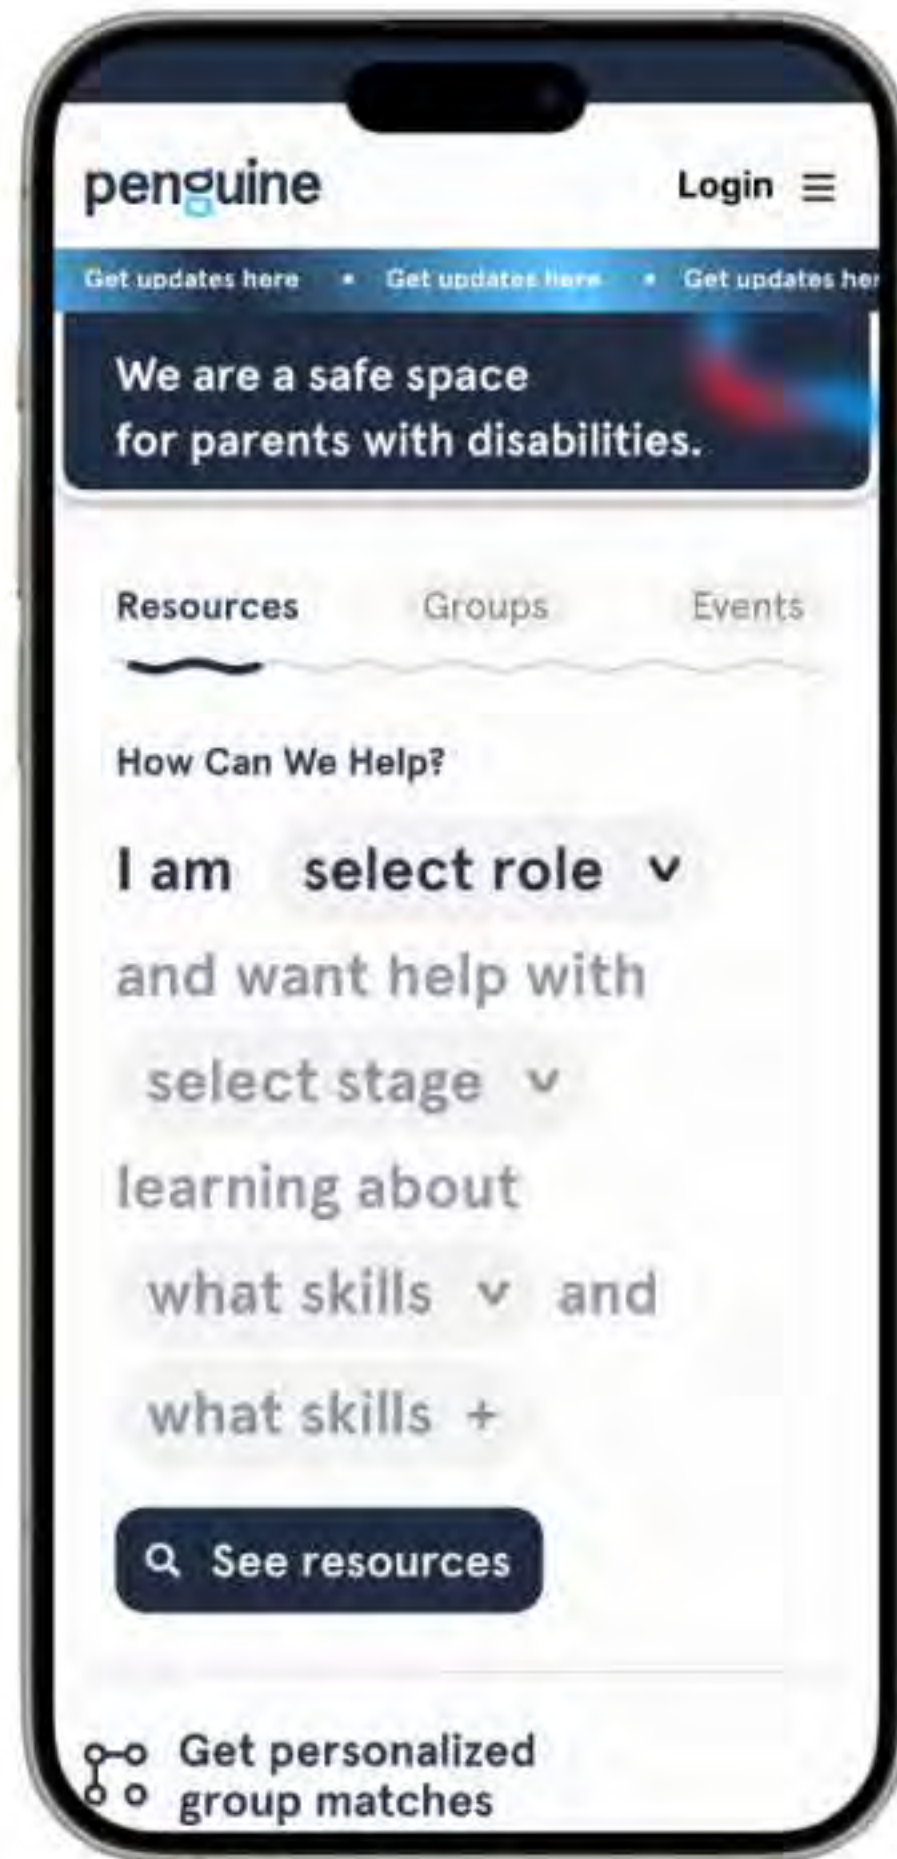 penguine
Login
Get updates here • Get updates here • Get updates her
We are a safe space
for parents with disabilities.
Resources Groups Events
How Can We Help?
I am select role
and want help with
select stage
learning about
what skills and
what skills +
See resources
Get personalized
group matches